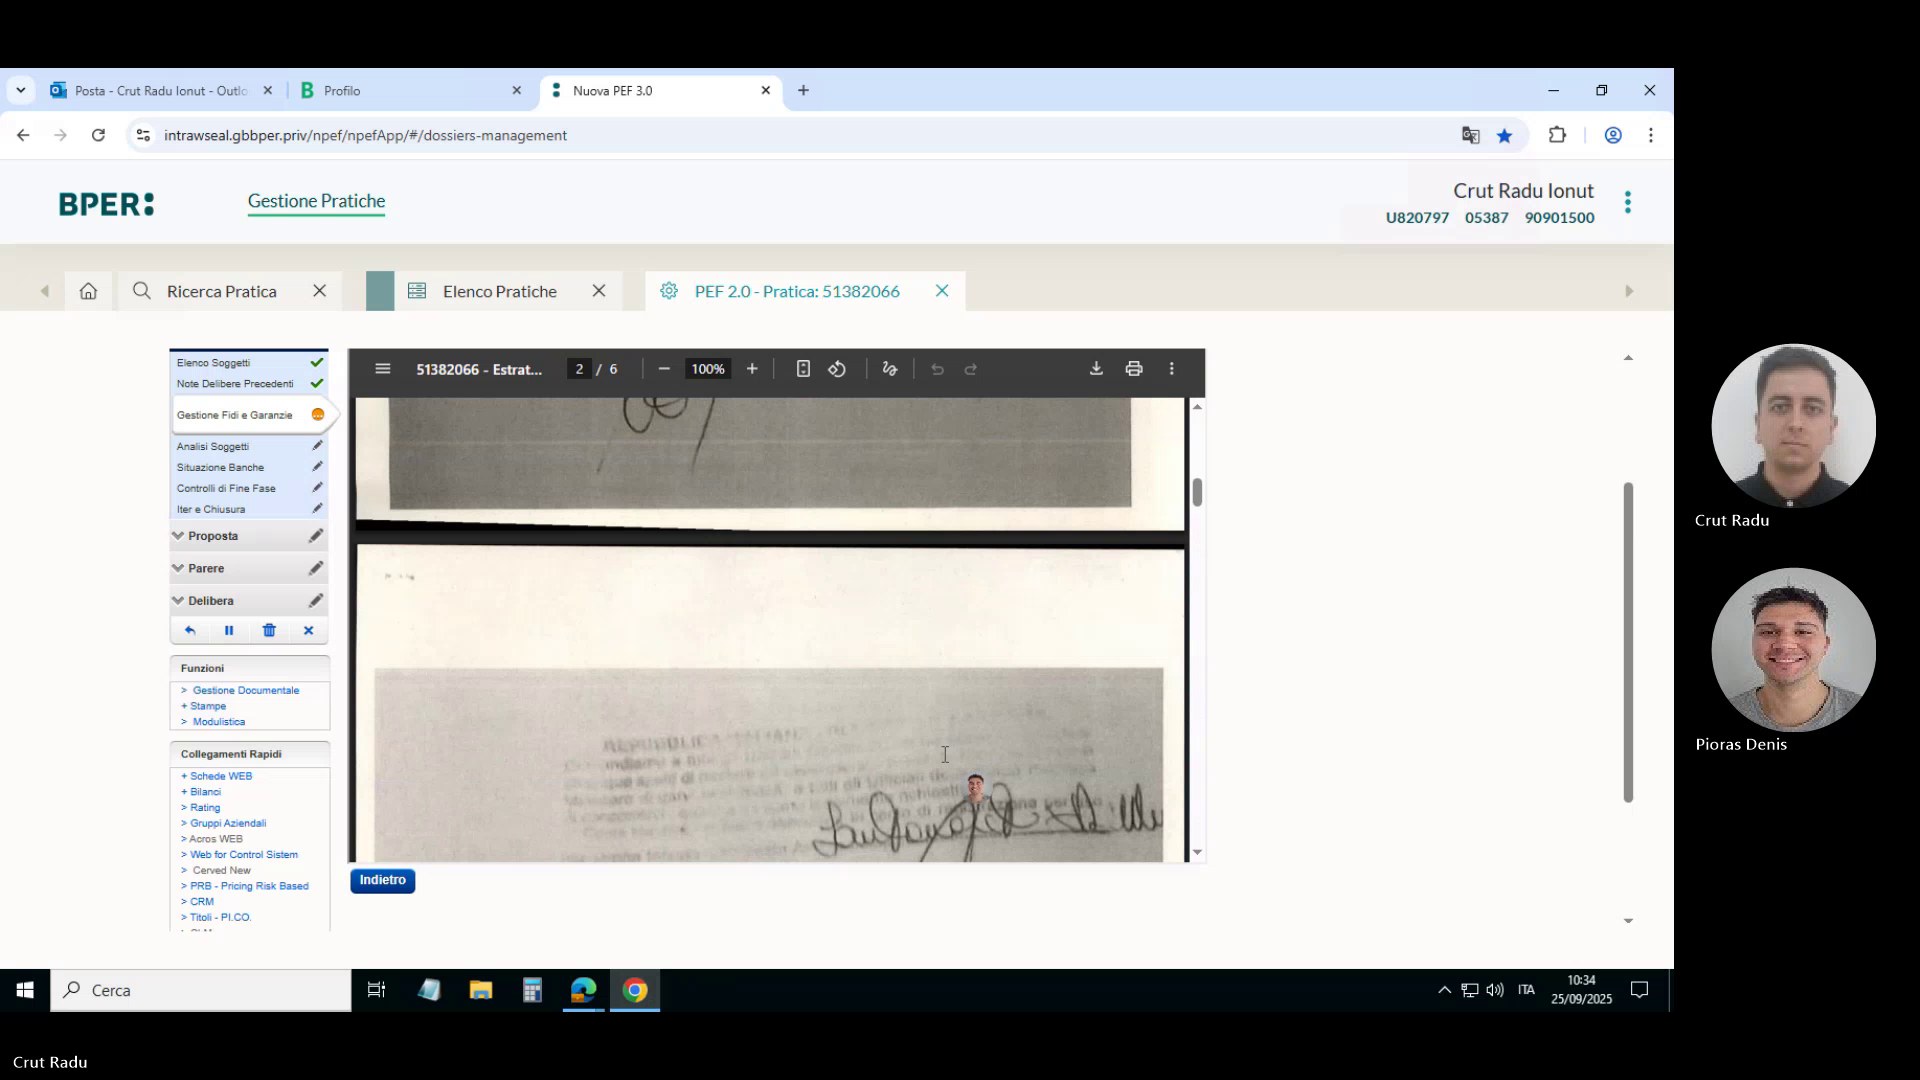 Posta - Crut Radu Ionut - Outlo
Profilo
Nuova PEF 3.0
intrawseal.gbbper.priv/npef/npefApp/#/dossiers-management
BPER:
Gestione Pratiche
Crut Radu Ionut
U820797 05387 90901500
Ricerca Pratica
Elenco Pratiche
PEF 2.0 - Pratica: 51382066
Elenco Soggetti
Note Delibere Precedenti
Gestione Fidi e Garanzie
Analisi Soggetti
Situazione Banche
Controlli di Fine Fase
Iter e Chiusura
Proposta
Parere
Delibera
Funzioni
> Gestione Documentale
+ Stampe
> Modulistica
Collegamenti Rapidi
+ Schede WEB
+ Bilanci
> Rating
> Gruppi Aziendali
> Acros WEB
> Web for Control Sistem
> Cerved New
> PRB - Pricing Risk Based
> CRM
> Titoli - PI.CO.
51382066 - Estrat...
2 / 6
100%
Indietro
Cerca
ITA
10:34
25/09/2025
Crut Radu
Pioras Denis
Crut Radu